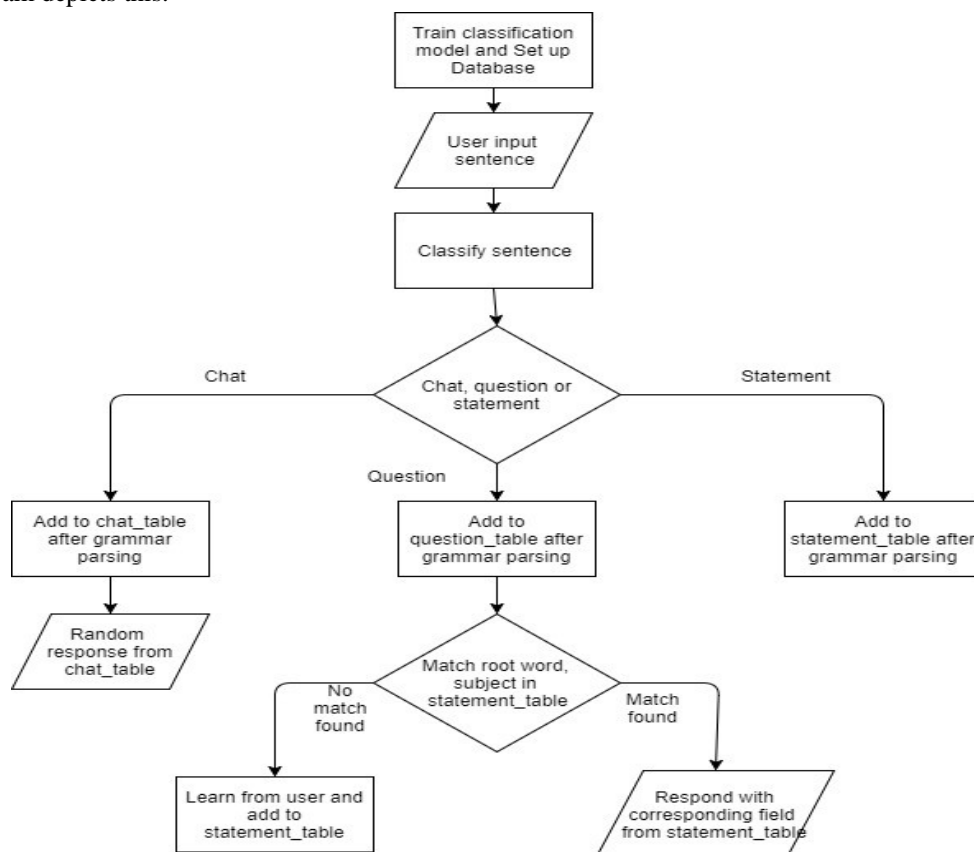 am depicts this:
Train classification
model and Set up
Database
User input
sentence
Classify sentence
Chat
Chat, question or
statement
Statement
Question
Add to chat_table
after grammar
parsing
Add to
question_table after
grammar parsing
Add to
statement_table after
grammar parsing
Random
response from
chat_table
Match root word,
subject in
statement_table
No
match
found
Match
found
Learn from user and
add to
statement_table
Respond with
corresponding field
from statement_table